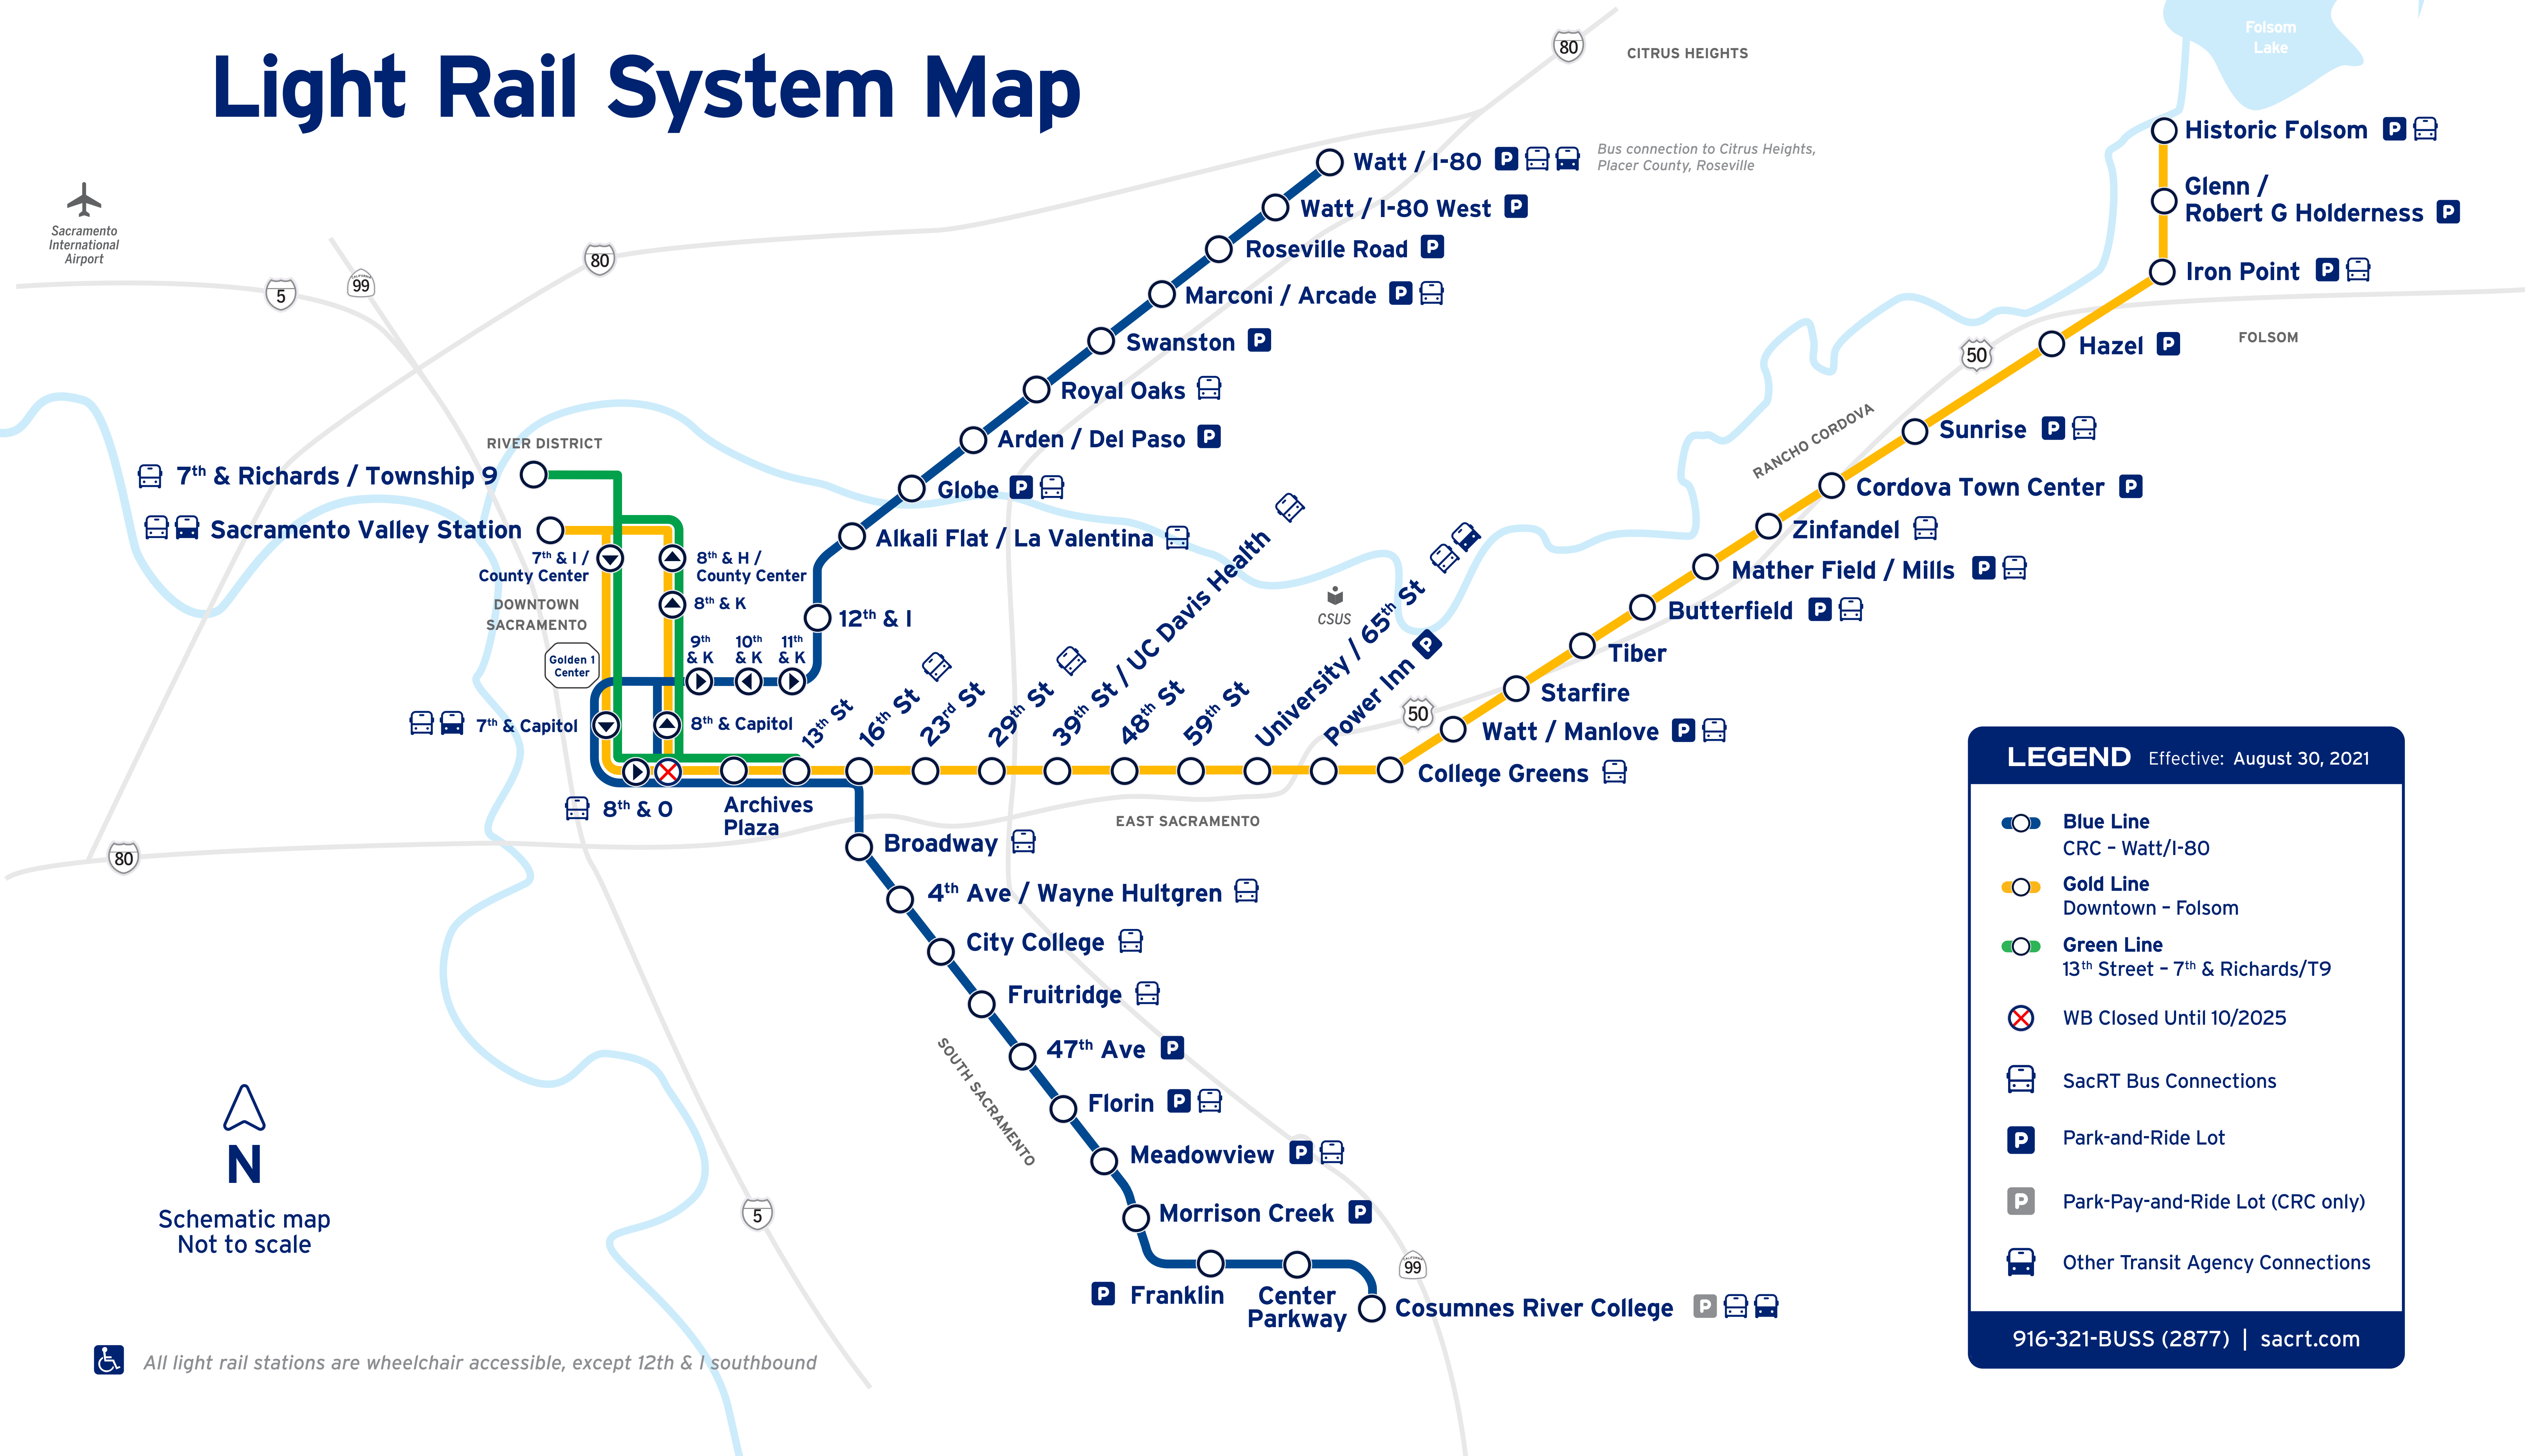 Light Rail System Map
Folsom
Lake
80
CITRUS HEIGHTS
Historic Folsom P
Watt / I-80 P
Bus connection to Citrus Heights,
Placer County, Roseville
Glenn /
Robert G Holderness P
Watt / I-80 West P
Sacramento
International
Airport
Roseville Road P
80
Iron Point P
5
CALIFORNIA
99
Marconi / Arcade P
Swanston P
FOLSOM
Hazel P
50
Royal Oaks
RANCHO CORDOVA
Sunrise P
RIVER DISTRICT
Arden / Del Paso P
7th & Richards / Township 9
Globe P
Cordova Town Center P
Sacramento Valley Station
Alkali Flat / La Valentina
Zinfandel
7th & I /
County Center
8th & H /
County Center
Mather Field / Mills P
DOWNTOWN
SACRAMENTO
8th & K
12th & I
CSUS
Butterfield P
9th
& K
10th
& K
11th
& K
Golden 1
Center
Tiber
Starfire
7th & Capitol
8th & Capitol
13th St
16th St
23rd St
29th St
39th St / UC Davis Health
48th St
59th St
University / 65th St
Power Inn P
50
Watt / Manlove P
College Greens
8th & O
Archives
Plaza
EAST SACRAMENTO
80
Broadway
4th Ave / Wayne Hultgren
City College
Fruitridge
47th Ave P
SOUTH SACRAMENTO
Florin P
Meadowview P
Morrison Creek P
5
CALIFORNIA
99
P Franklin
Center
Parkway
Cosumnes River College P
N
Schematic map
Not to scale
All light rail stations are wheelchair accessible, except 12th & I southbound
LEGEND Effective: August 30, 2021
Blue Line
CRC – Watt/I-80
Gold Line
Downtown – Folsom
Green Line
13th Street – 7th & Richards/T9
WB Closed Until 10/2025
SacRT Bus Connections
P Park-and-Ride Lot
P Park-Pay-and-Ride Lot (CRC only)
Other Transit Agency Connections
916-321-BUSS (2877) | sacrt.com